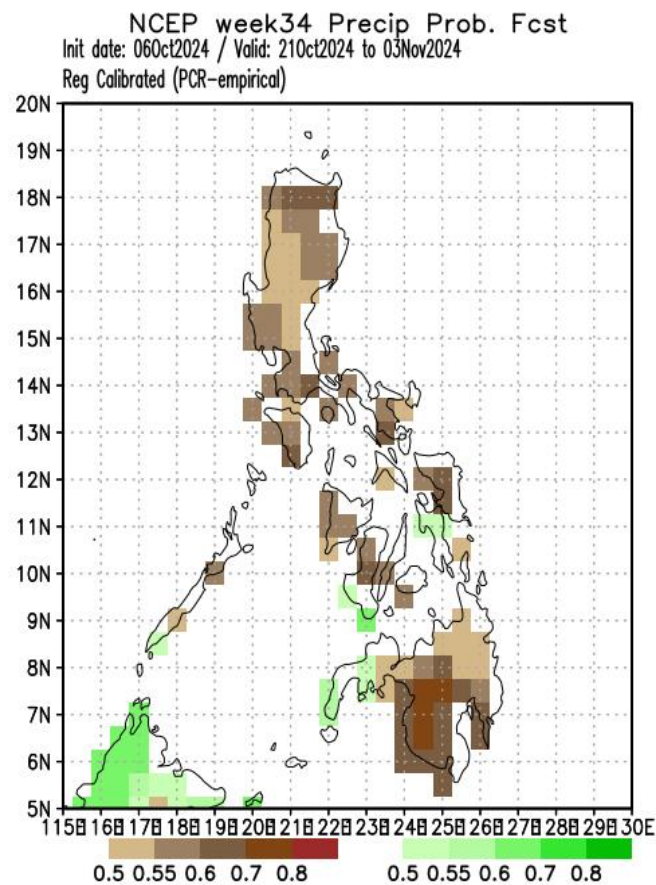 NCEP week34 Precip Prob. Fcst
Init date: 06Oct2024 / Valid: 21Oct2024 to 03Nov2024
Reg Calibrated (PCR-empirical)
20N
19N
18N
17N
16N
15N
14N
13N
12N
11N
10N
9N
8N
7N
6N
5N
115E 116E 117E 118E 119E 120E 121E 122E 123E 124E 125E 126E 127E 128E 129E 130E
0.5 0.55 0.6 0.7 0.8 0.5 0.55 0.6 0.7 0.8